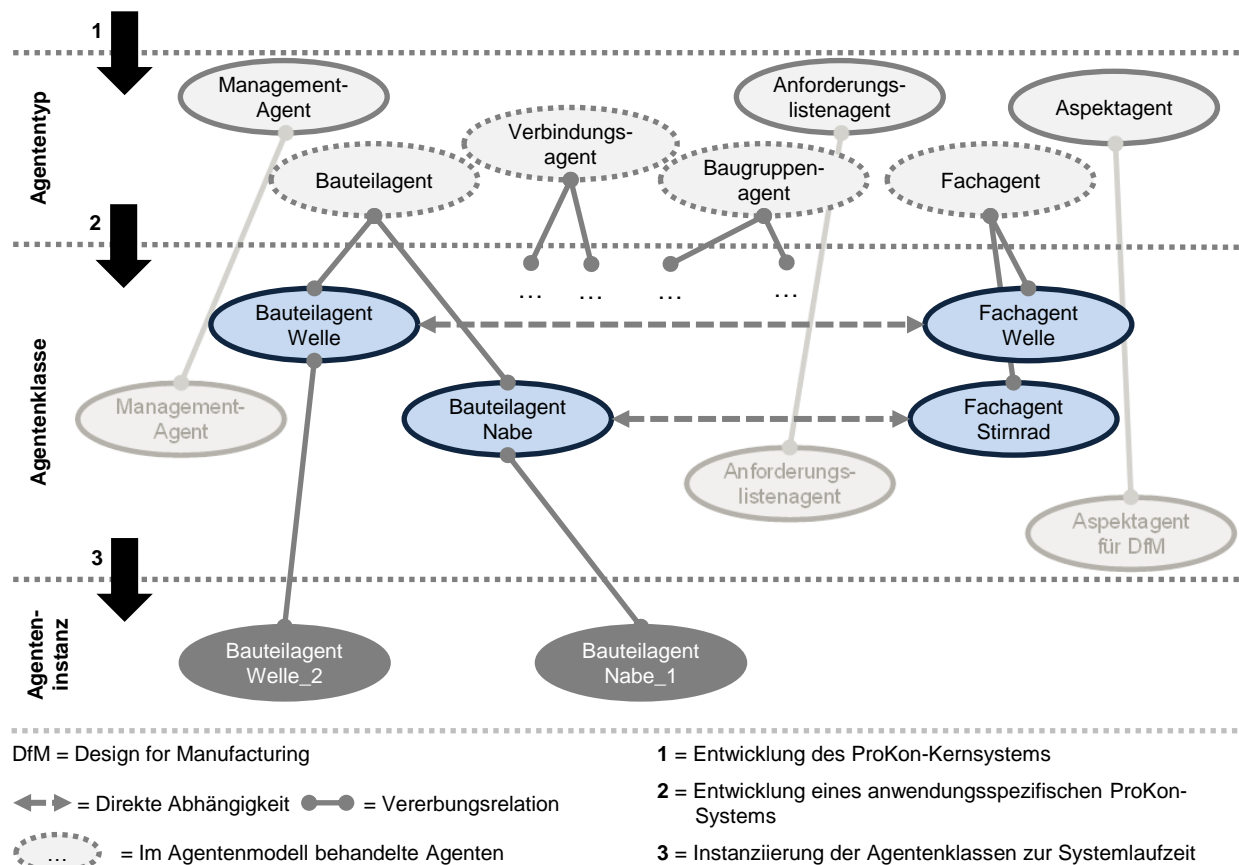 1
Agententyp
Management-
Agent
Bauteilagent
Verbindungs-
agent
Anforderungs-
listenagent
Baugruppen-
agent
Aspektagent
Fachagent
2
Agentenklasse
...
...
...
...
Bauteilagent
Welle
Fachagent
Welle
Management-
Agent
Bauteilagent
Nabe
Fachagent
Stirnrad
Anforderungs-
listenagent
Aspektagent
für DfM
3
Agenten-
instanz
Bauteilagent
Welle_2
Bauteilagent
Nabe_1
DfM = Design for Manufacturing
= Direkte Abhängigkeit
= Vererbungsrelation
... = Im Agentenmodell behandelte Agenten
1 = Entwicklung des ProKon-Kernsystems
2 = Entwicklung eines anwendungsspezifischen ProKon-
Systems
3 = Instanziierung der Agentenklassen zur Systemlaufzeit